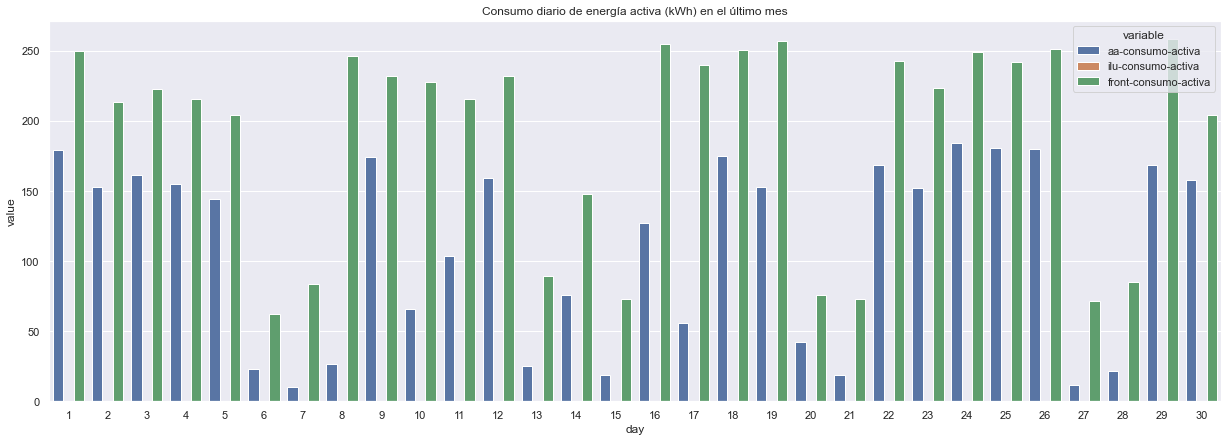 Consumo diario de energía activa (kWh) en el último mes
variable
aa-consumo-activa
ilu-consumo-activa
front-consumo-activa
250
200
150
100
50
0
value
1 2 3 4 5 6 7 8 9 10 11 12 13 14 15 16 17 18 19 20 21 22 23 24 25 26 27 28 29 30
day